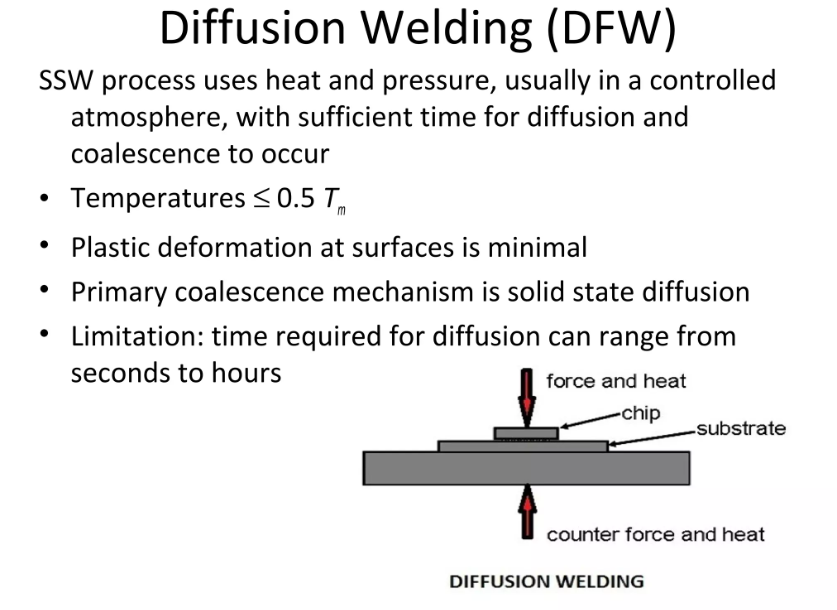 Diffusion Welding (DFW)
SSW process uses heat and pressure, usually in a controlled
atmosphere, with sufficient time for diffusion and
coalescence to occur
• Temperatures ≤ 0.5 Tm
• Plastic deformation at surfaces is minimal
• Primary coalescence mechanism is solid state diffusion
• Limitation: time required for diffusion can range from
seconds to hours
force and heat
chip
substrate
counter force and heat
DIFFUSION WELDING